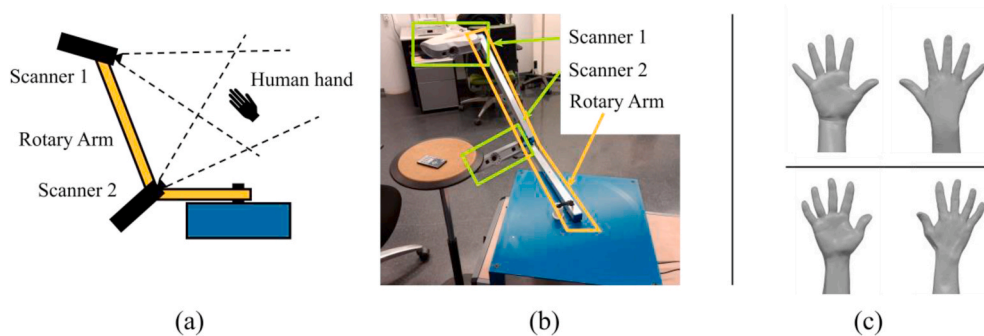 Scanner 1
Human hand
Rotary Arm
Scanner 2
Scanner 1
Scanner 2
Rotary Arm
(a)
(b)
(c)